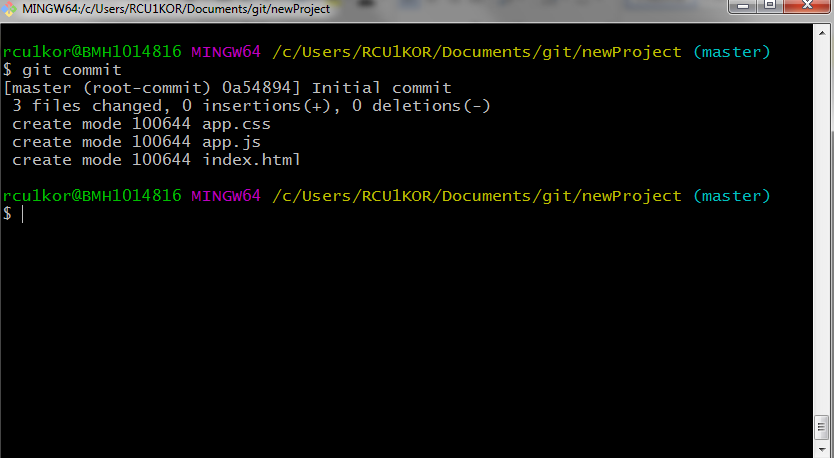 MINGW64:/c/Users/RCU1KOR/Documents/git/newProject
rcu1kor@BMH1014816 MINGW64 /c/Users/RCU1KOR/Documents/git/newProject (master)
$ git commit
[master (root-commit) 0a54894] Initial commit
 3 files changed, 0 insertions(+), 0 deletions(-)
 create mode 100644 app.css
 create mode 100644 app.js
 create mode 100644 index.html
rcu1kor@BMH1014816 MINGW64 /c/Users/RCU1KOR/Documents/git/newProject (master)
$